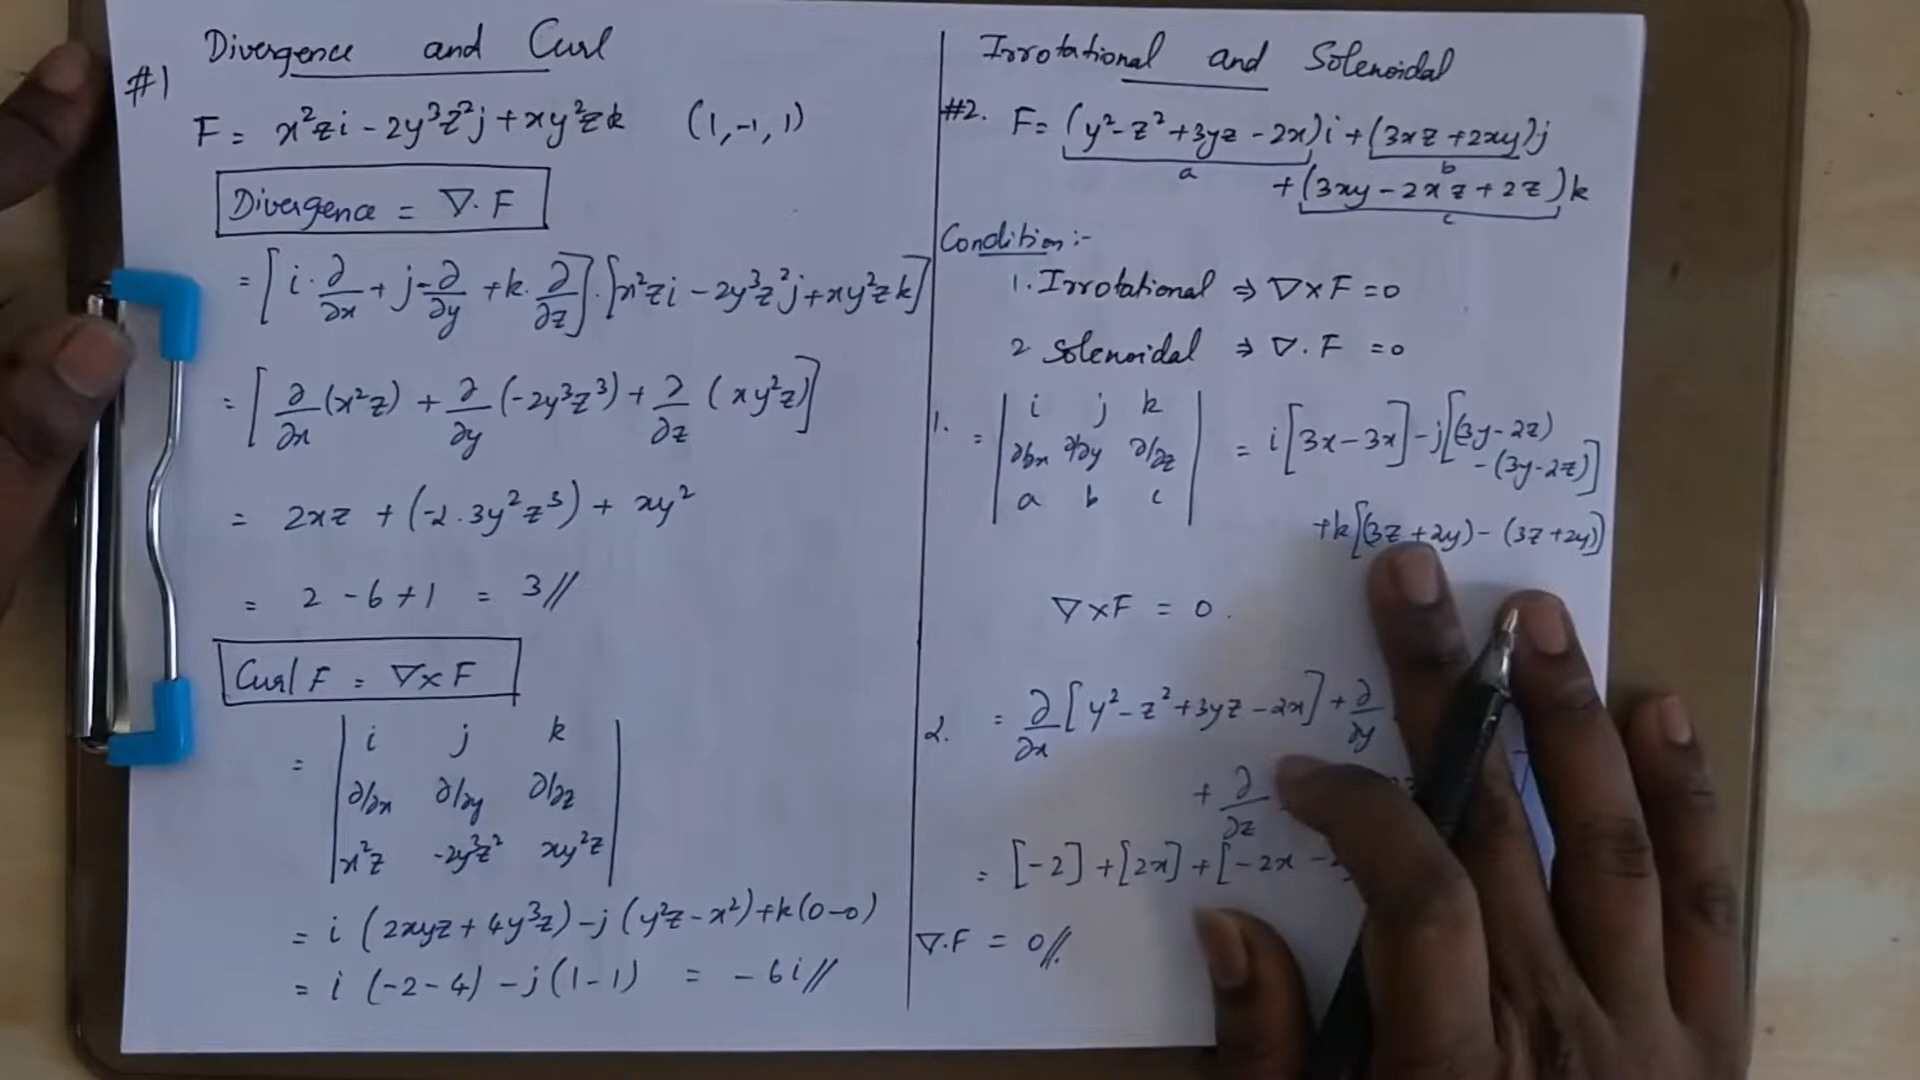 Divergence and Curl
#1
F = x²zi - 2y³z²j + xy²zk (1,-1,1)
Divergence = ∇. F
= [i.∂/∂x + j.∂/∂y + k.∂/∂z].[x²zi - 2y³z²j + xy²zk]
= [∂/∂x (x²z) + ∂/∂y (-2y³z³) + ∂/∂z (xy²z)]
= 2xz + (-2.3y²z³) + xy²
= 2 - 6 + 1 = 3//
Curl F = ∇×F
= | i j k |
| ∂/∂x ∂/∂y ∂/∂z |
| x²z -2y³z² xy²z |
= i (2xyz + 4y³z) - j (y²z - x²) + k (0-0)
= i (-2-4) - j (1-1) = -6i//
Irrotational and Solenoidal
#2. F = (y² - z² + 3yz - 2x)i + (3xz + 2xy)j
a b
+ (3xy - 2xz + 2z)k
c
Condition :-
1. Irrotational ⇒ ∇×F = 0
2 Solenoidal ⇒ ∇. F = 0
1. = | i j k | = i[3x-3x] - j[(3y-2z)
| ∂/∂x ∂/∂y ∂/∂z | - (3y-2z)]
| a b c |
+k[(3z+2y) - (3z+2y)]
∇×F = 0.
2. = ∂/∂x [y² - z² + 3yz - 2x] + ∂/∂y
+ ∂/∂z
= [-2] + [2x] + [-2x
∇.F = 0//.